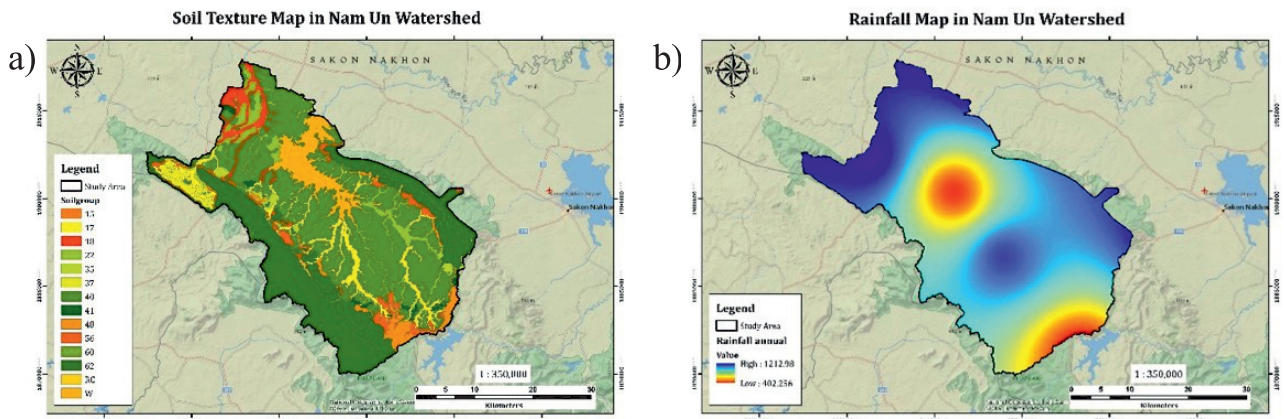 Soil Texture Map in Nam Un Watershed
a)
N
W E
S
SAKON NAKHON
Sakon Nakhon
Legend
Study Area
Soilgroup
15
17
18
22
35
37
40
41
48
56
60
62
W
1 : 350,000
0 5 10 20 30
Kilometers
Rainfall Map in Nam Un Watershed
b)
N
W E
S
SAKON NAKHON
Sakon Nakhon
Legend
Study Area
Rainfall annual
Value
High : 1212.98
Low : 402.256
1 : 350,000
0 5 10 20 30
Kilometers